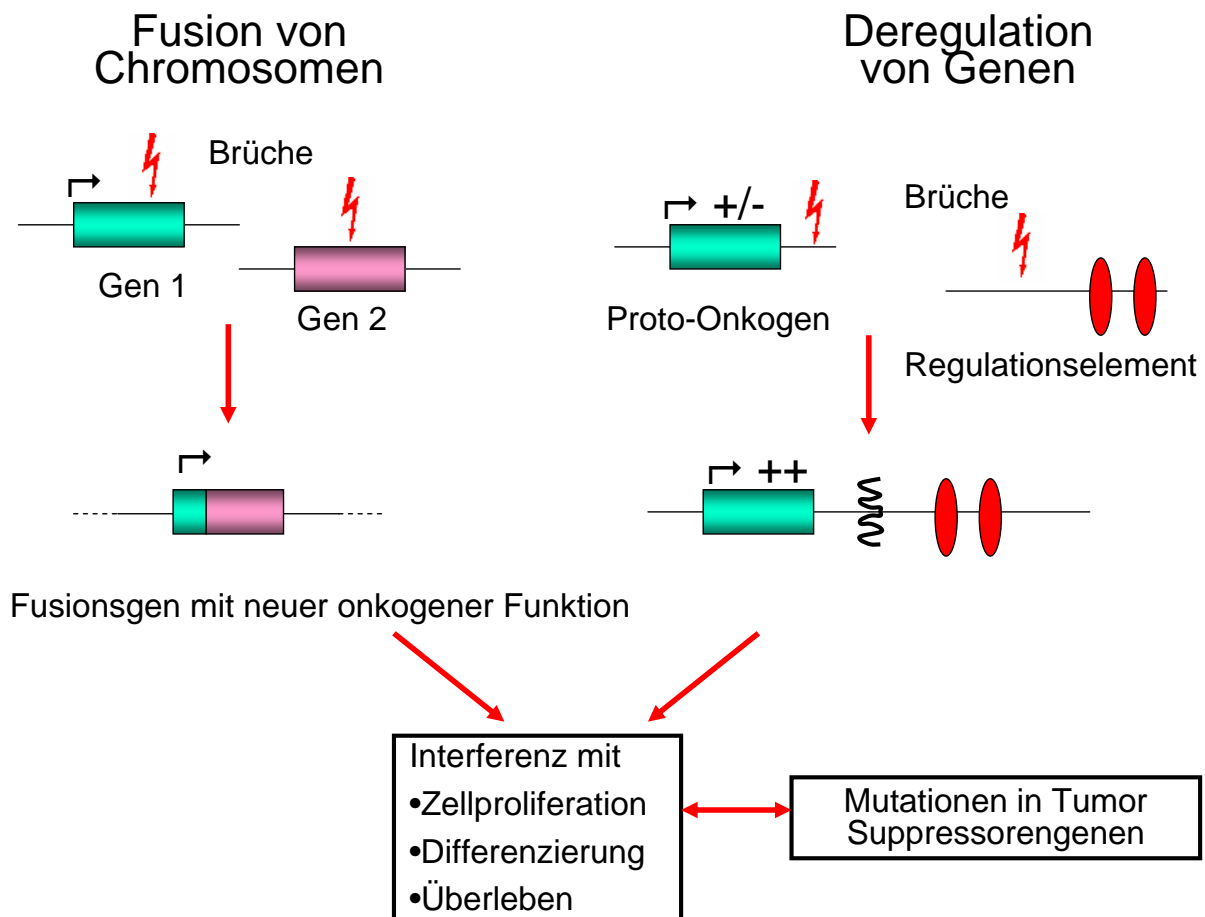 Fusion von
Chromosomen
Deregulation
von Genen
Brüche
Gen 1
Gen 2
+/-
Brüche
Proto-Onkogen
Regulationselement
++
Fusionsgen mit neuer onkogener Funktion
Interferenz mit
•Zellproliferation
•Differenzierung
•Überleben
Mutationen in Tumor
Suppressorengenen